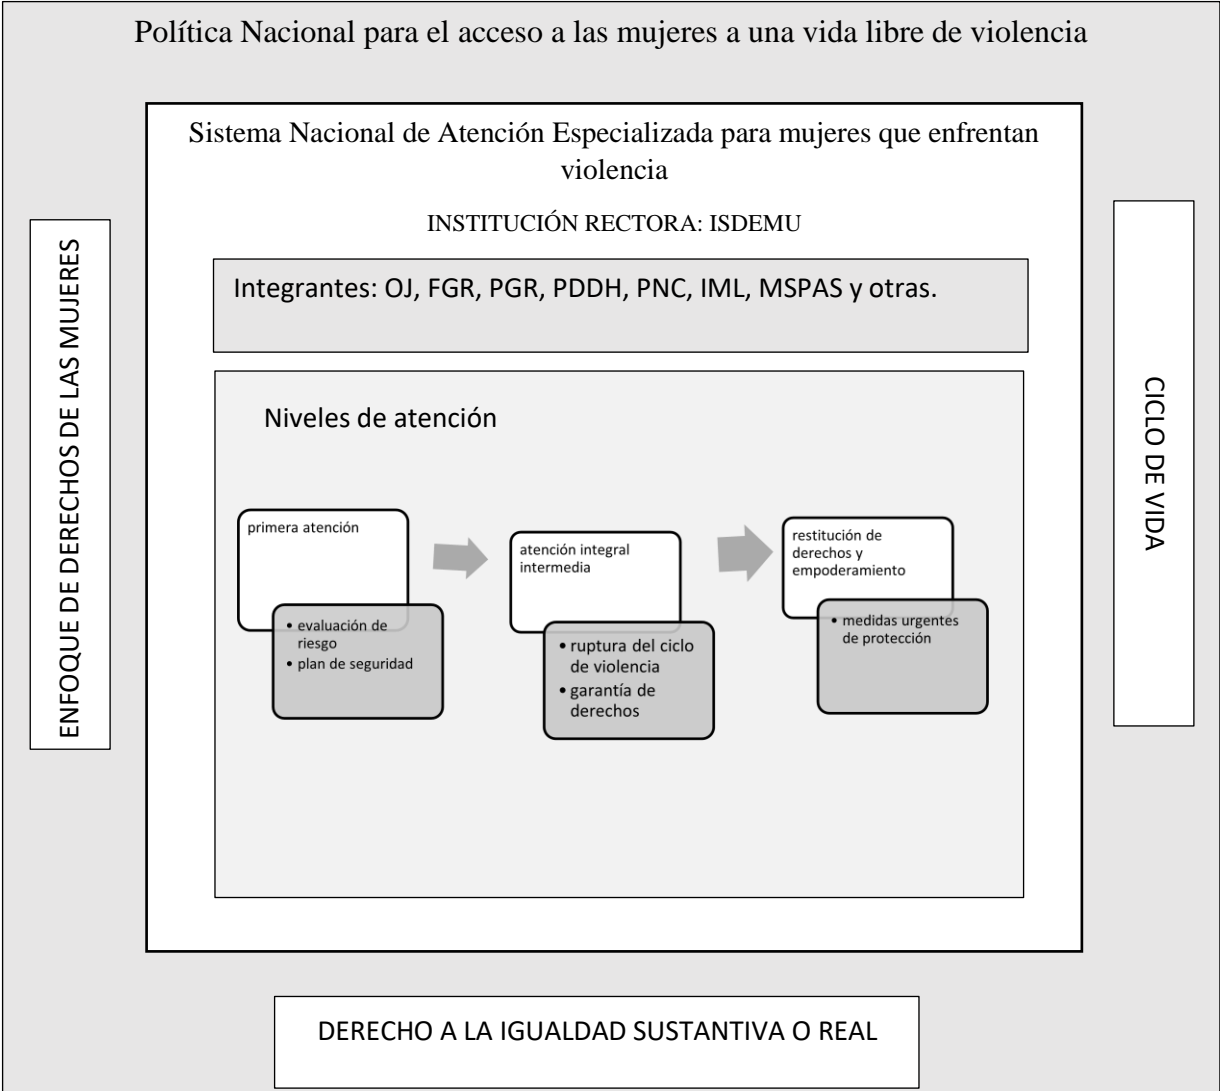 Política Nacional para el acceso a las mujeres a una vida libre de violencia
Sistema Nacional de Atención Especializada para mujeres que enfrentan
violencia
INSTITUCIÓN RECTORA: ISDEMU
ENFOQUE DE DERECHOS DE LAS MUJERES
Integrantes: OJ, FGR, PGR, PDDH, PNC, IML, MSPAS y otras.
Niveles de atención
primera atención
• evaluación de
riesgo
• plan de seguridad
atención integral
intermedia
• ruptura del ciclo
de violencia
• garantía de
derechos
restitución de
derechos y
empoderamiento
• medidas urgentes
de protección
CICLO DE VIDA
DERECHO A LA IGUALDAD SUSTANTIVA O REAL